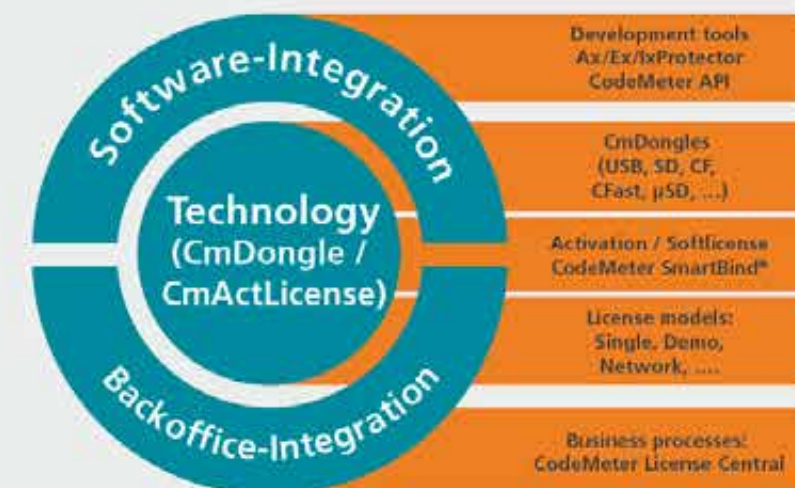 Software-Integration
Technology
(CmDongle /
CmActLicense)
Backoffice-Integration
Development tools
Ax/Ex/IxProtector
CodeMeter API
CmDongles
(USB, SD, CF,
CFast, µSD, ...)
Activation / Softlicense
CodeMeter SmartBind®
License models:
Single, Demo,
Network, ....
Business processes:
CodeMeter License Central